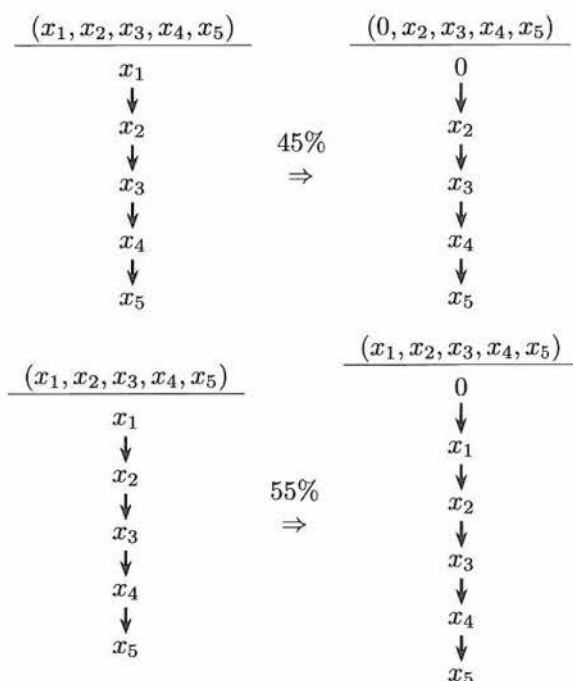 (x₁, x₂, x₃, x₄, x₅)
x₁
x₂
x₃
x₄
x₅
45%
⇒
(0, x₂, x₃, x₄, x₅)
0
x₂
x₃
x₄
x₅
(x₁, x₂, x₃, x₄, x₅)
x₁
x₂
x₃
x₄
x₅
55%
⇒
(x₁, x₂, x₃, x₄, x₅)
0
x₁
x₂
x₃
x₄
x₅